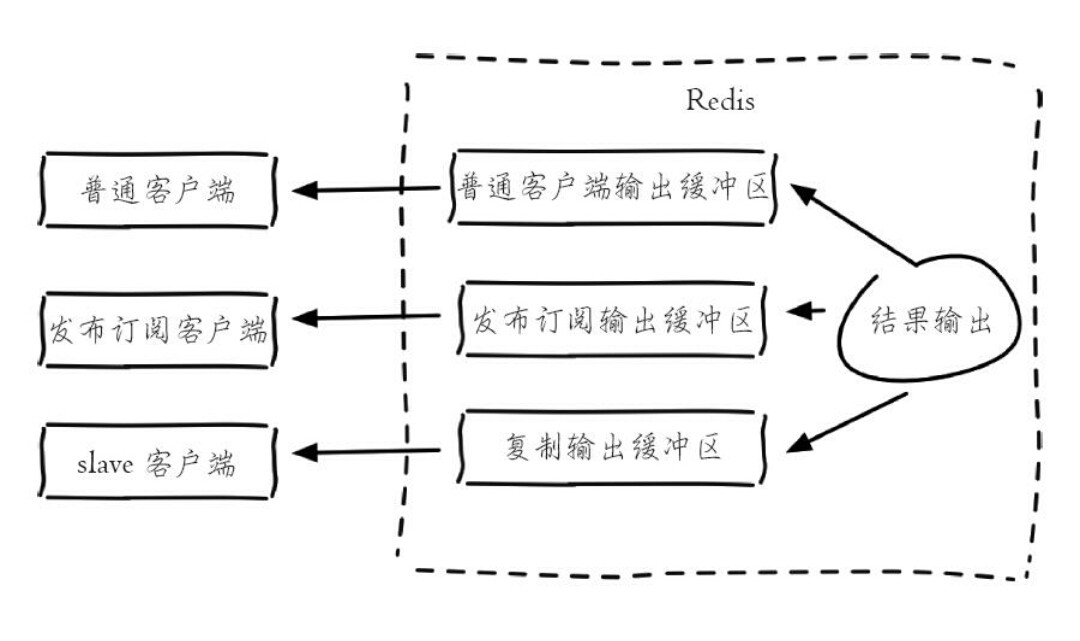 Redis
普通客户端
普通客户端输出缓冲区
发布订阅客户端
发布订阅输出缓冲区
结果输出
slave 客户端
复制输出缓冲区